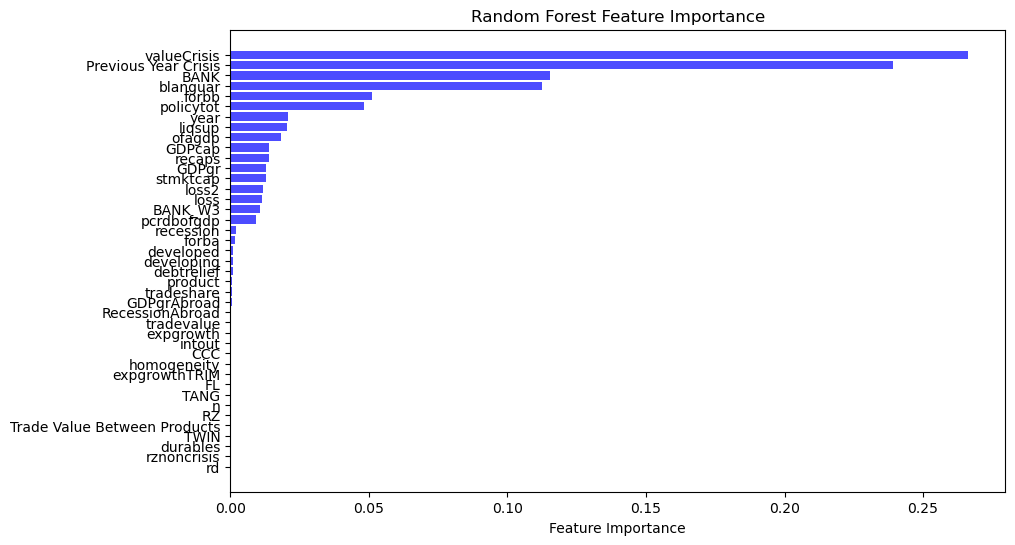 Random Forest Feature Importance
valueCrisis
Previous Year Crisis
BANK
blanguar
forbb
policytot
year
liqsup
ofagdp
GDPcap
recaps
GDPgr
stmktcap
loss2
loss
BANK_W3
pcrdbofgdp
recession
forba
developed
developing
debtrelief
product
tradeshare
GDPgrAbroad
RecessionAbroad
tradevalue
expgrowth
intout
CCC
homogeneity
expgrowthTRIM
FL
TANG
n
RZ
Trade Value Between Products
TWIN
durables
rznoncrisis
rd
0.00 0.05 0.10 0.15 0.20 0.25
Feature Importance